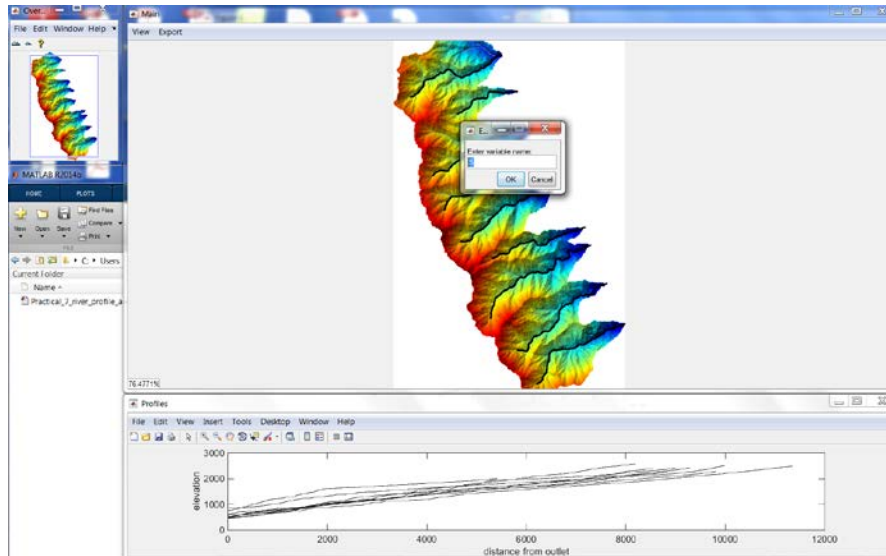 Over...
File Edit Window Help
MATLAB R2014b
HOME PLOTS
New Open Save
Find Files
Compare
Print
FILE
C: Users
Current Folder
Name
Practical_7_river_profile_a
Main
View Export
E...
Enter variable name:
S
OK Cancel
76.4771%
Profiles
File Edit View Insert Tools Desktop Window Help
3000
2000
1000
0
elevation
0 2000 4000 6000 8000 10000 12000
distance from outlet